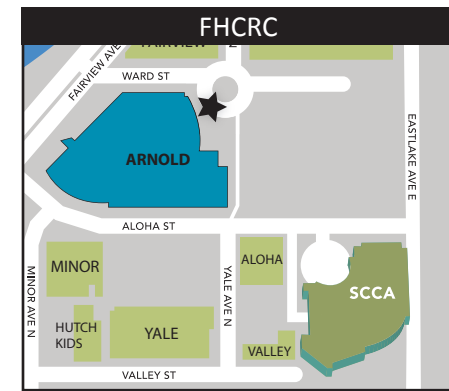 FHCRC
FAIRVIEW
FAIRVIEW AVE
WARD ST
ARNOLD
EASTLAKE AVE E
ALOHA ST
MINOR
ALOHA
SCCA
MINOR AVE N
YALE AVE N
HUTCH
KIDS
YALE
VALLEY
VALLEY ST